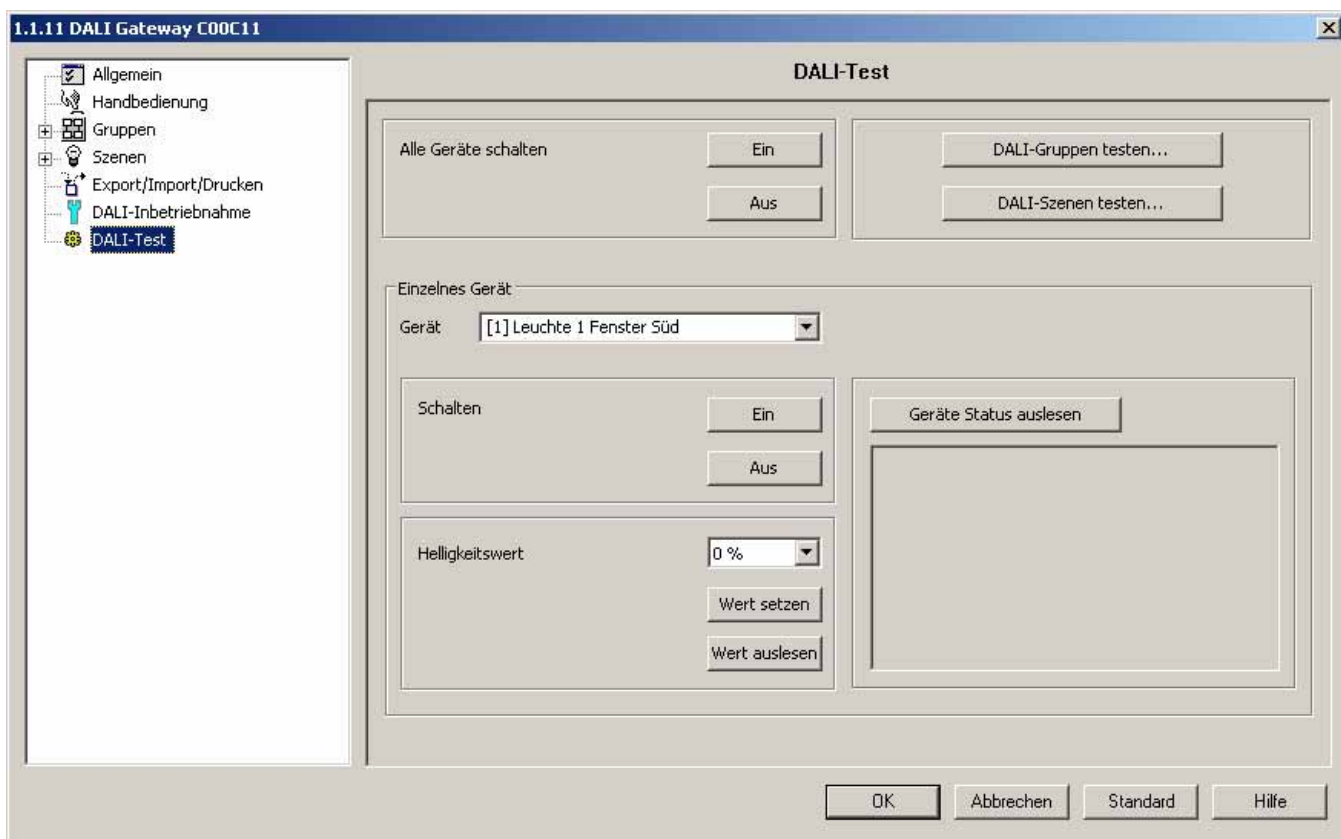 1.1.11 DALI Gateway C00C11
Allgemein
Handbedienung
Gruppen
Szenen
Export/Import/Drucken
DALI-Inbetriebnahme
DALI-Test
DALI-Test
Alle Geräte schalten
Ein
Aus
DALI-Gruppen testen...
DALI-Szenen testen...
Einzelnes Gerät
Gerät [1] Leuchte 1 Fenster Süd
Schalten
Ein
Aus
Geräte Status auslesen
Helligkeitswert
0 %
Wert setzen
Wert auslesen
OK Abbrechen Standard Hilfe